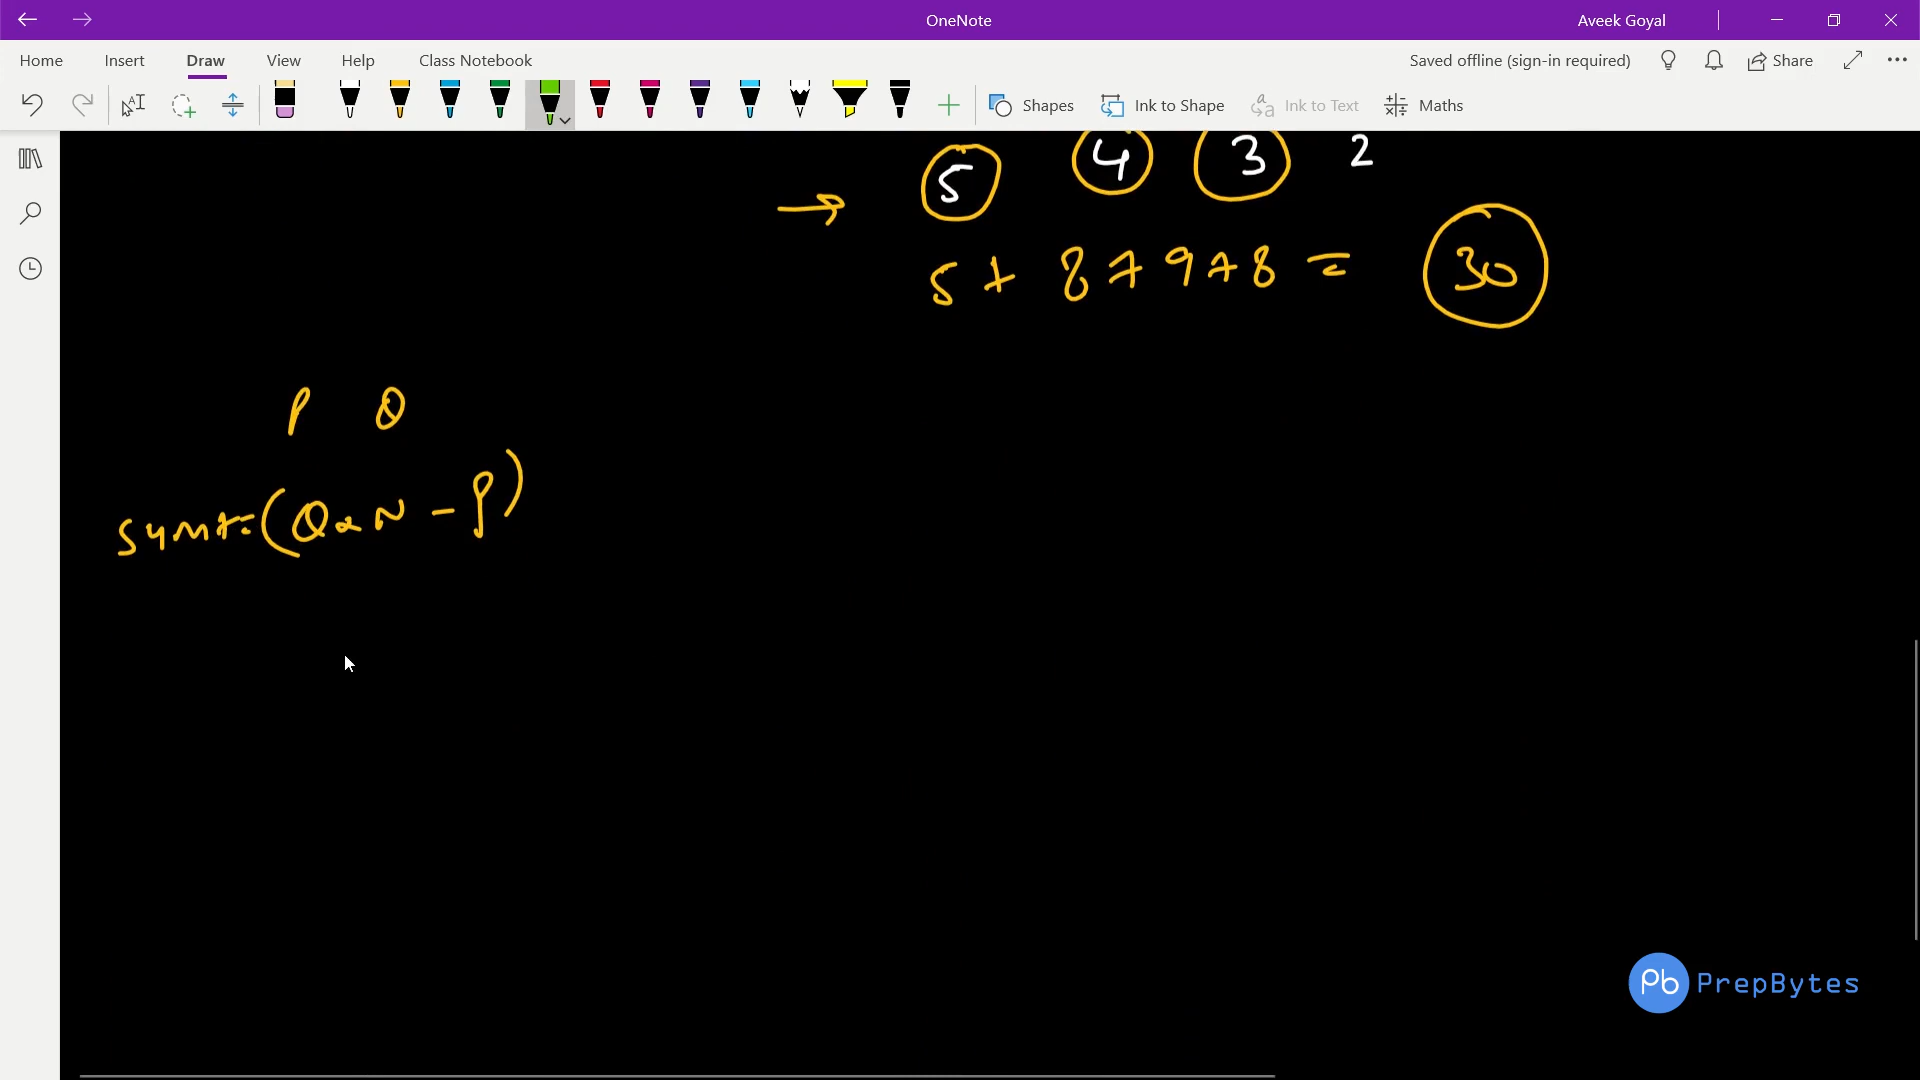 OneNote
Aveek Goyal
Home Insert Draw View Help Class Notebook
Saved offline (sign-in required) Share
Shapes Ink to Shape Ink to Text Maths
5 4 3 2
5 + 8 + 9 + 8 = 30
P Q
sum+=(Q*N - P)
Pb PrepBytes